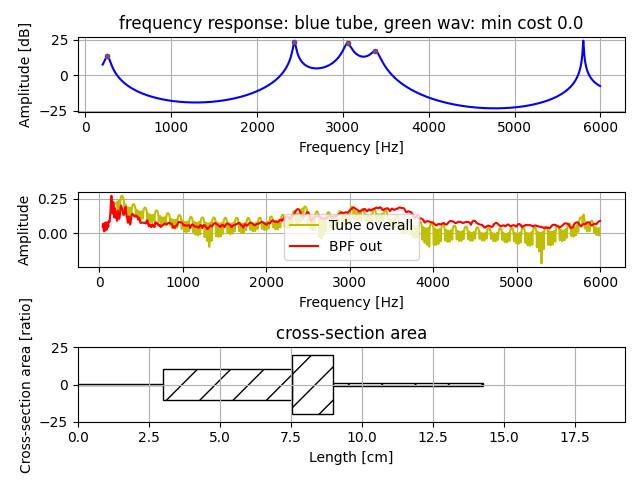 frequency response: blue tube, green wav: min cost 0.0
Amplitude [dB]
25
0
−25
0 1000 2000 3000 4000 5000 6000
Frequency [Hz]
Amplitude
0.25
0.00
Tube overall
BPF out
0 1000 2000 3000 4000 5000 6000
Frequency [Hz]
cross-section area
Cross-section area [ratio]
25
0
−25
0.0 2.5 5.0 7.5 10.0 12.5 15.0 17.5
Length [cm]